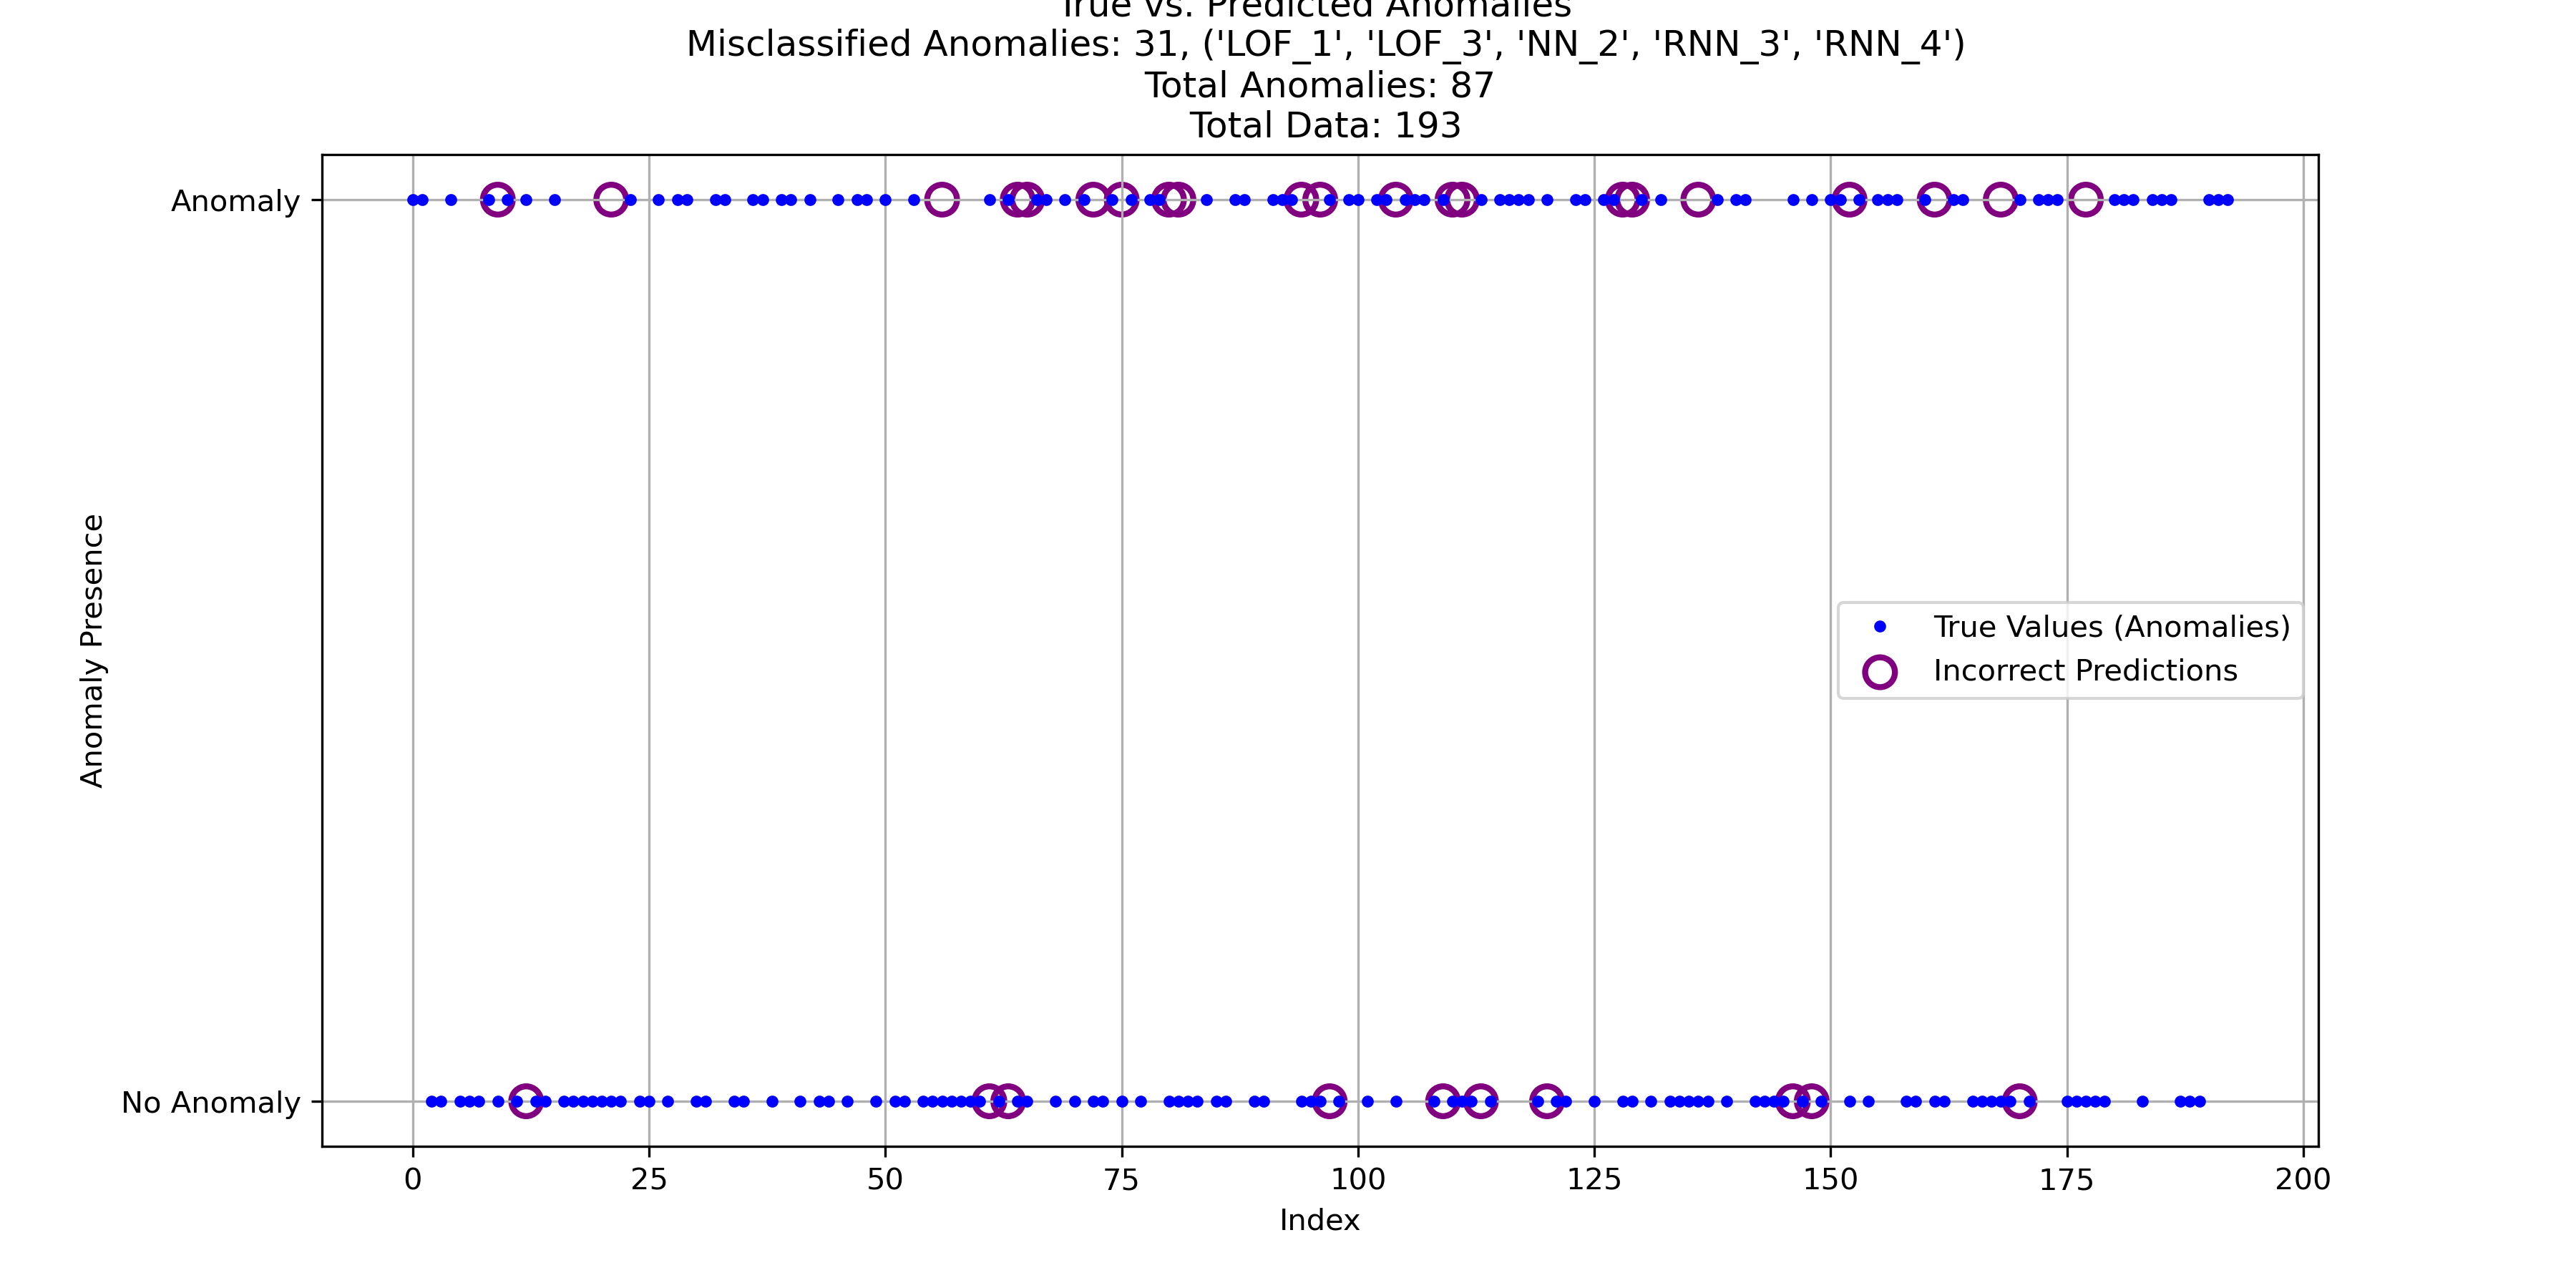 True vs. Predicted Anomalies
Misclassified Anomalies: 31, ('LOF_1', 'LOF_3', 'NN_2', 'RNN_3', 'RNN_4')
Total Anomalies: 87
Total Data: 193
Anomaly
Anomaly Presence
True Values (Anomalies)
Incorrect Predictions
No Anomaly
0 25 50 75 100 125 150 175 200
Index